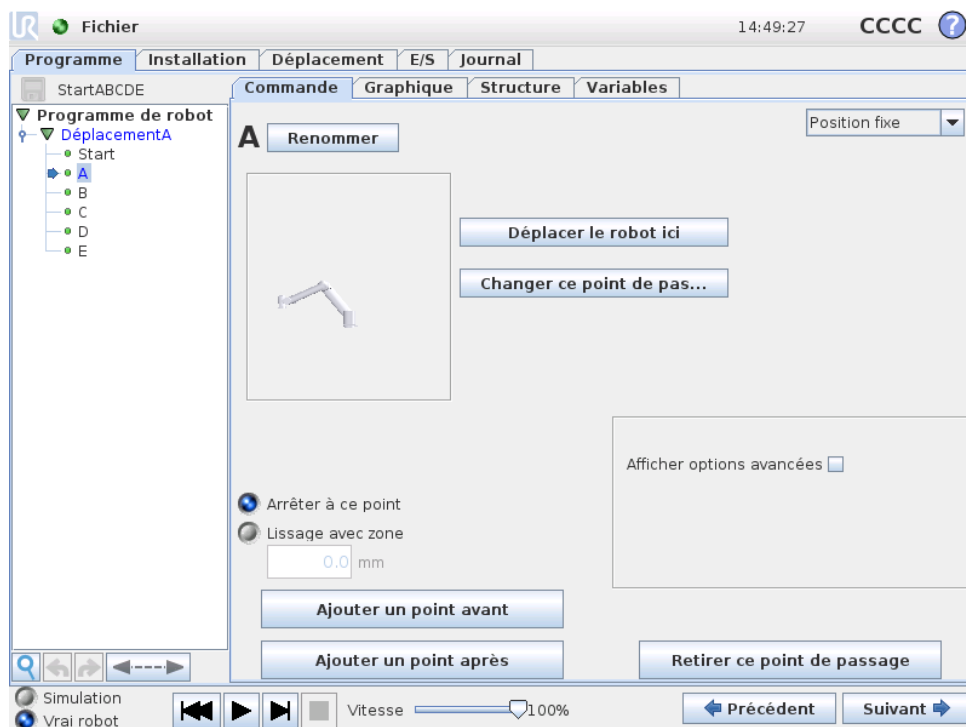 UR Fichier 14:49:27 CCCC ?
Programme Installation Déplacement E/S Journal
StartABCDE
Commande Graphique Structure Variables
Programme de robot
DéplacementA
Start
A
B
C
D
E
A Renommer
Position fixe
Déplacer le robot ici
Changer ce point de pas...
Afficher options avancées
Arrêter à ce point
Lissage avec zone
0.0 mm
Ajouter un point avant
Ajouter un point après
Retirer ce point de passage
Simulation
Vrai robot
Vitesse 100%
Précédent Suivant